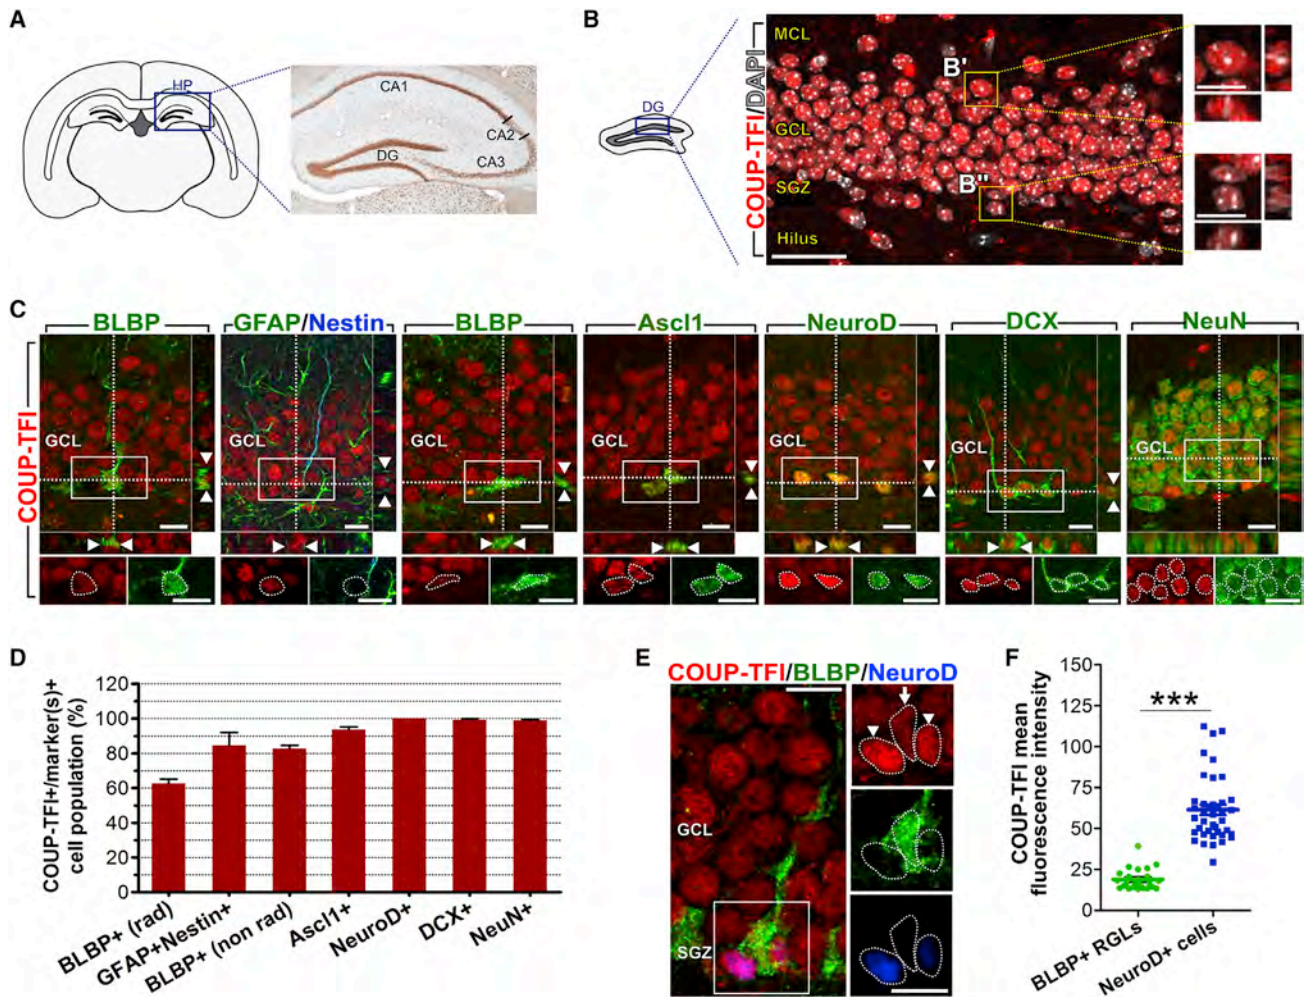 A
HP
CA1
CA2
CA3
DG
B
DG
COUP-TFI/DAPI
MCL
GCL
SGZ
Hilus
B'
B"
C
COUP-TFI
BLBP
GFAP/Nestin
BLBP
Ascl1
NeuroD
DCX
NeuN
GCL
GCL
GCL
GCL
GCL
GCL
GCL
D
COUP-TFI+/marker(s)+
cell population (%)
120
100
80
60
40
20
0
BLBP+ (rad)
GFAP+Nestin+
BLBP+ (non rad)
Ascl1+
NeuroD+
DCX+
NeuN+
E
COUP-TFI/BLBP/NeuroD
GCL
SGZ
F
COUP-TFI mean
fluorescence intensity
150
125
100
75
50
25
0
***
BLBP+ RGLs
NeuroD+ cells